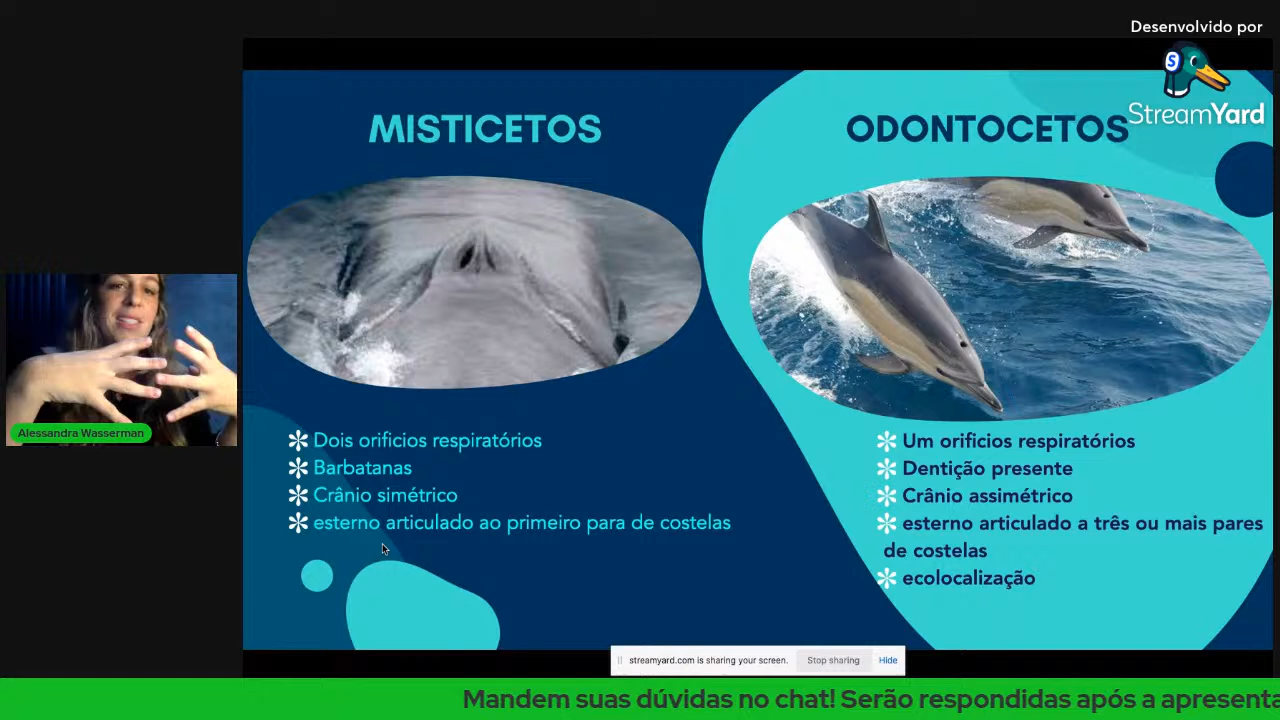 Desenvolvido por
StreamYard
MISTICETOS
ODONTOCETOS
Dois orificios respiratórios
Barbatanas
Crânio simétrico
esterno articulado ao primeiro para de costelas
Um orificios respiratórios
Dentição presente
Crânio assimétrico
esterno articulado a três ou mais pares
de costelas
ecolocalização
Alessandra Wasserman
streamyard.com is sharing your screen.
Stop sharing
Hide
Mandem suas dúvidas no chat! Serão respondidas após a apresenta